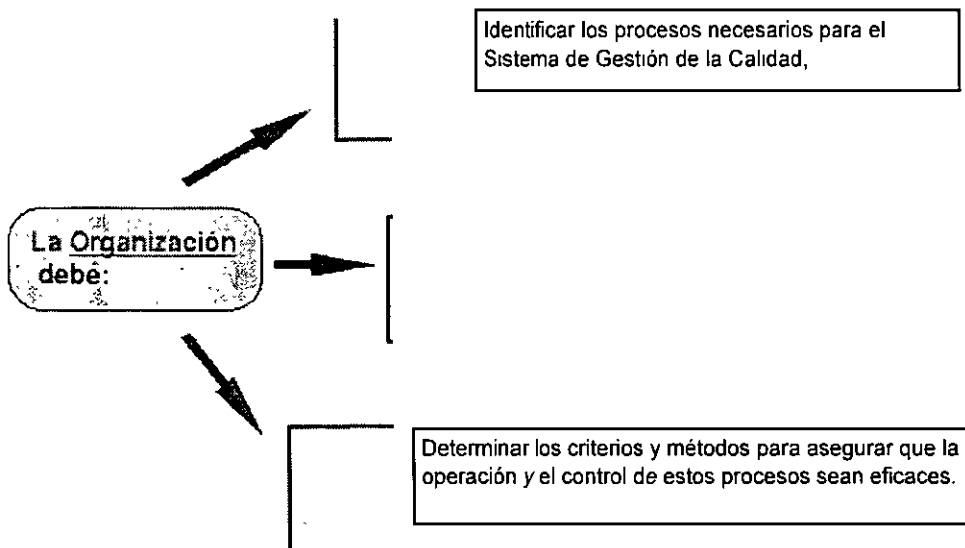 Identificar los procesos necesarios para el
Sistema de Gestión de la Calidad,
La Organización
debe:
Determinar los criterios y métodos para asegurar que la
operación y el control de estos procesos sean eficaces.